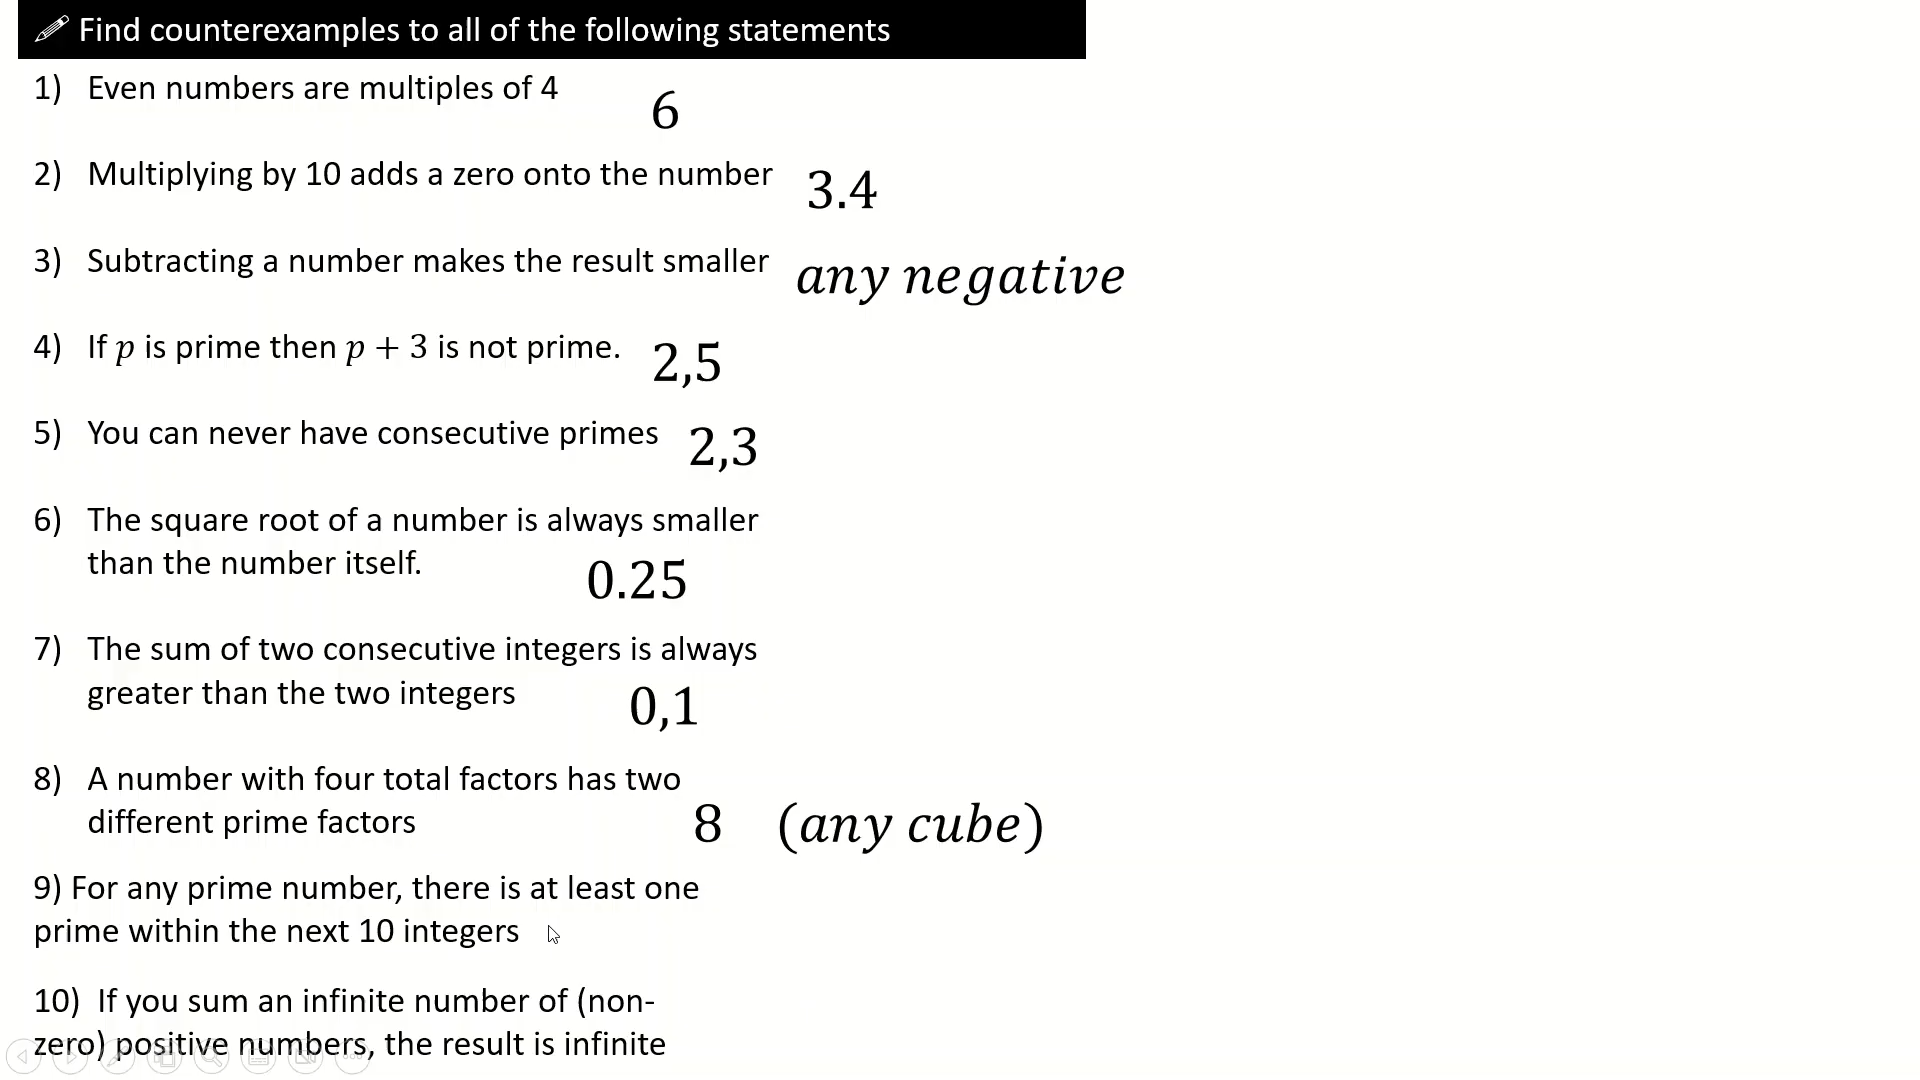 Find counterexamples to all of the following statements
1) Even numbers are multiples of 4
6
2) Multiplying by 10 adds a zero onto the number
3.4
3) Subtracting a number makes the result smaller
any negative
4) If p is prime then p + 3 is not prime.
2,5
5) You can never have consecutive primes
2,3
6) The square root of a number is always smaller
than the number itself.
0.25
7) The sum of two consecutive integers is always
greater than the two integers
0,1
8) A number with four total factors has two
different prime factors
8 (any cube)
9) For any prime number, there is at least one
prime within the next 10 integers
10) If you sum an infinite number of (non-
zero) positive numbers, the result is infinite